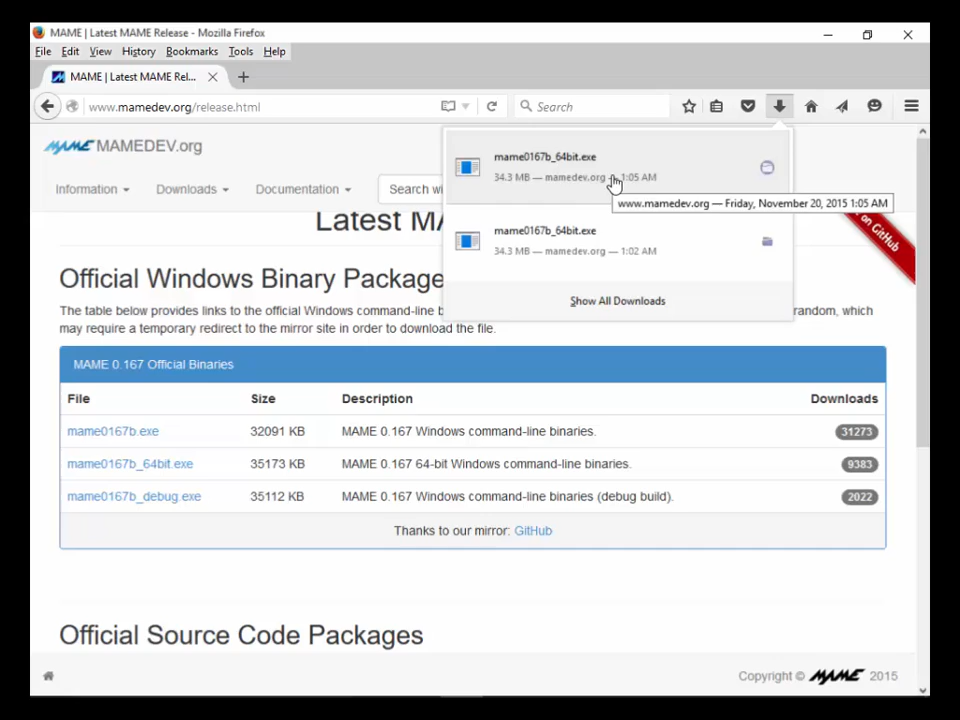 MAME | Latest MAME Release - Mozilla Firefox
File Edit View History Bookmarks Tools Help
MAME | Latest MAME Rel...
www.mamedev.org/release.html
Search
MAME MAMEDEV.org
Information Downloads Documentation Search wi
mame0167b_64bit.exe
34.3 MB — mamedev.org — 1:05 AM
www.mamedev.org — Friday, November 20, 2015 1:05 AM
mame0167b_64bit.exe
34.3 MB — mamedev.org — 1:02 AM
Show All Downloads
on GitHub
Latest M
Official Windows Binary Package
The table below provides links to the official Windows command-line b
random, which
may require a temporary redirect to the mirror site in order to download the file.
MAME 0.167 Official Binaries
File Size Description Downloads
mame0167b.exe 32091 KB MAME 0.167 Windows command-line binaries. 31273
mame0167b_64bit.exe 35173 KB MAME 0.167 64-bit Windows command-line binaries. 9383
mame0167b_debug.exe 35112 KB MAME 0.167 Windows command-line binaries (debug build). 2022
Thanks to our mirror: GitHub
Official Source Code Packages
Copyright © MAME 2015